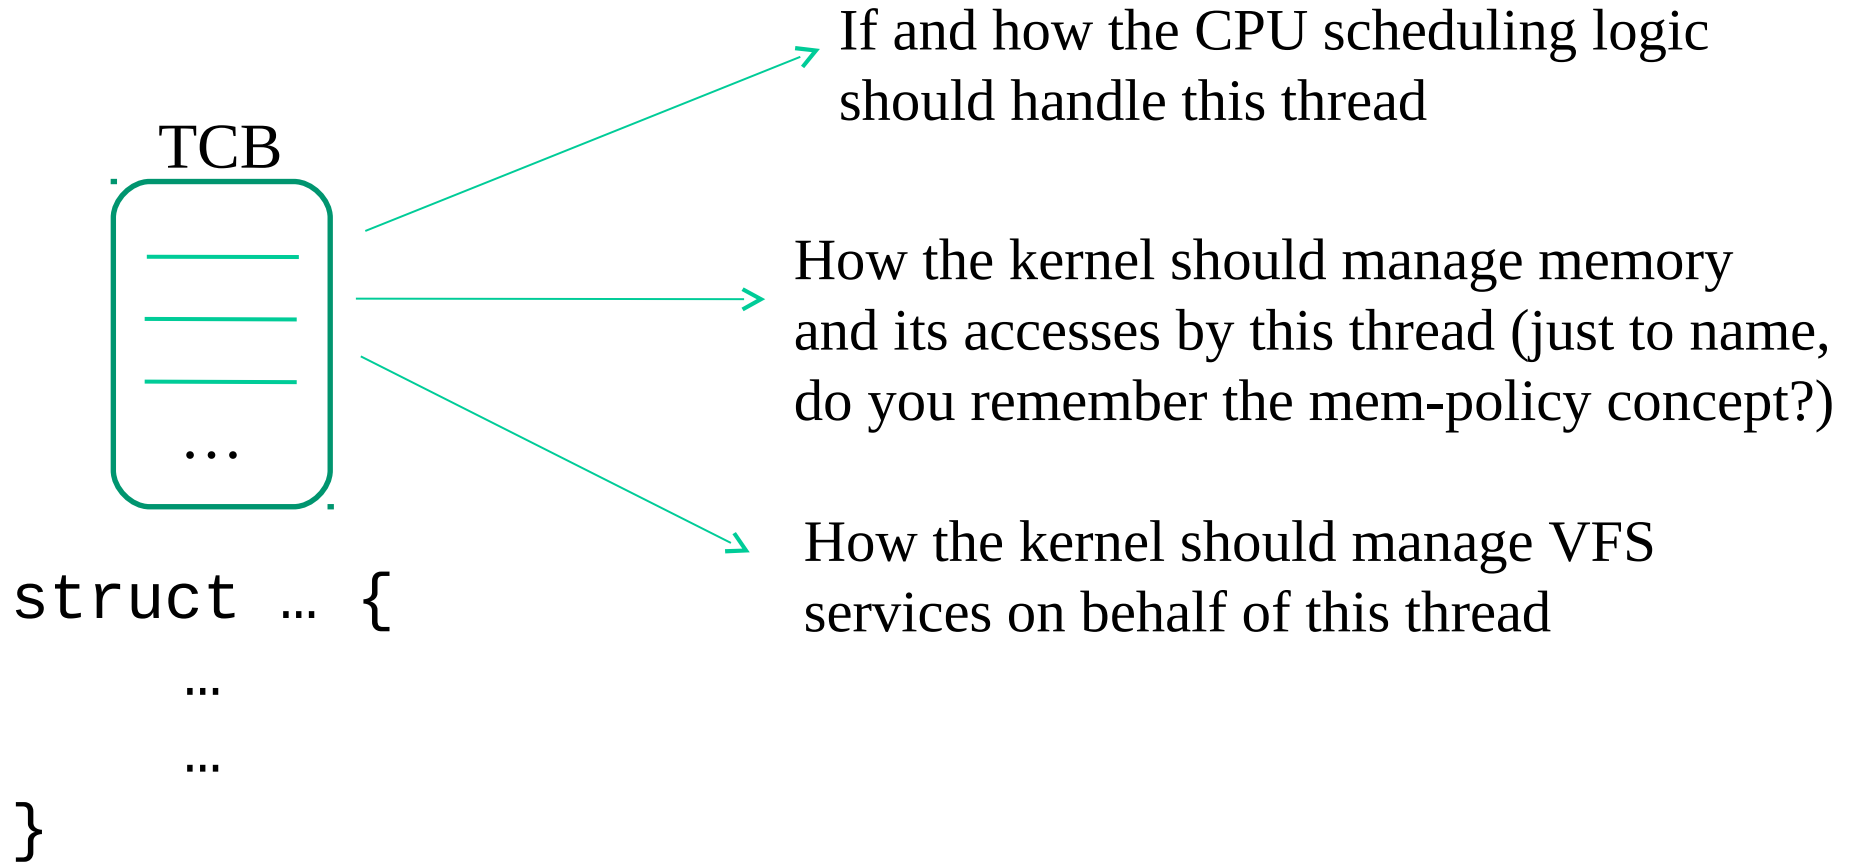 If and how the CPU scheduling logic
should handle this thread
TCB
How the kernel should manage memory
and its accesses by this thread (just to name,
do you remember the mem-policy concept?)
…
How the kernel should manage VFS
services on behalf of this thread
struct … {
…
…
}